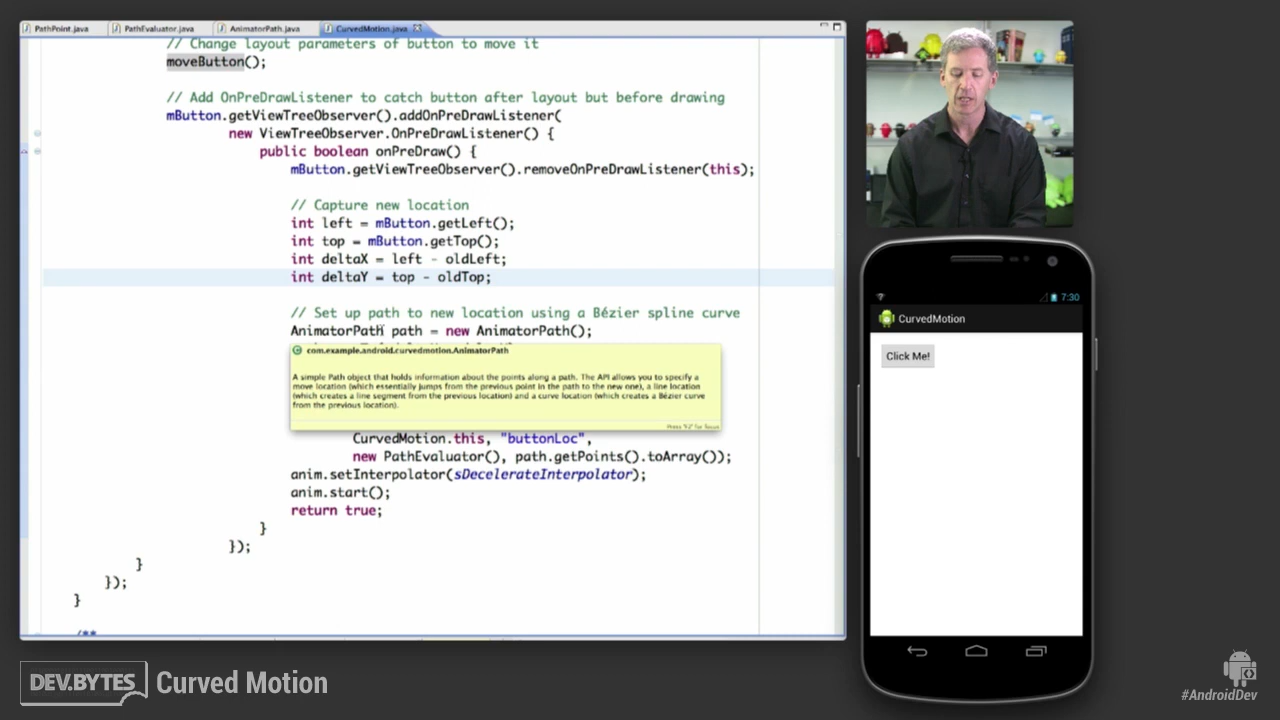 PathPoint.java
PathEvaluator.java
AnimatorPath.java
CurvedMotion.java
// Change layout parameters of button to move it
moveButton();
// Add OnPreDrawListener to catch button after layout but before drawing
mButton.getViewTreeObserver().addOnPreDrawListener(
new ViewTreeObserver.OnPreDrawListener() {
public boolean onPreDraw() {
mButton.getViewTreeObserver().removeOnPreDrawListener(this);
// Capture new location
int left = mButton.getLeft();
int top = mButton.getTop();
int deltaX = left - oldLeft;
int deltaY = top - oldTop;
// Set up path to new location using a Bézier spline curve
AnimatorPath path = new AnimatorPath();
com.example.android.curvedmotion.AnimatorPath
A simple Path object that holds information about the points along a path. The API allows you to specify a
move location (which essentially jumps from the previous point in the path to the new one), a line location
(which creates a line segment from the previous location) and a curve location (which creates a Bézier curve
from the previous location).
Press 'F2' for focus
CurvedMotion.this, "buttonLoc",
new PathEvaluator(), path.getPoints().toArray());
anim.setInterpolator(sDecelerateInterpolator);
anim.start();
return true;
}
});
}
});
}
/**
7:30
CurvedMotion
Click Me!
DEV.BYTES
Curved Motion
#AndroidDev